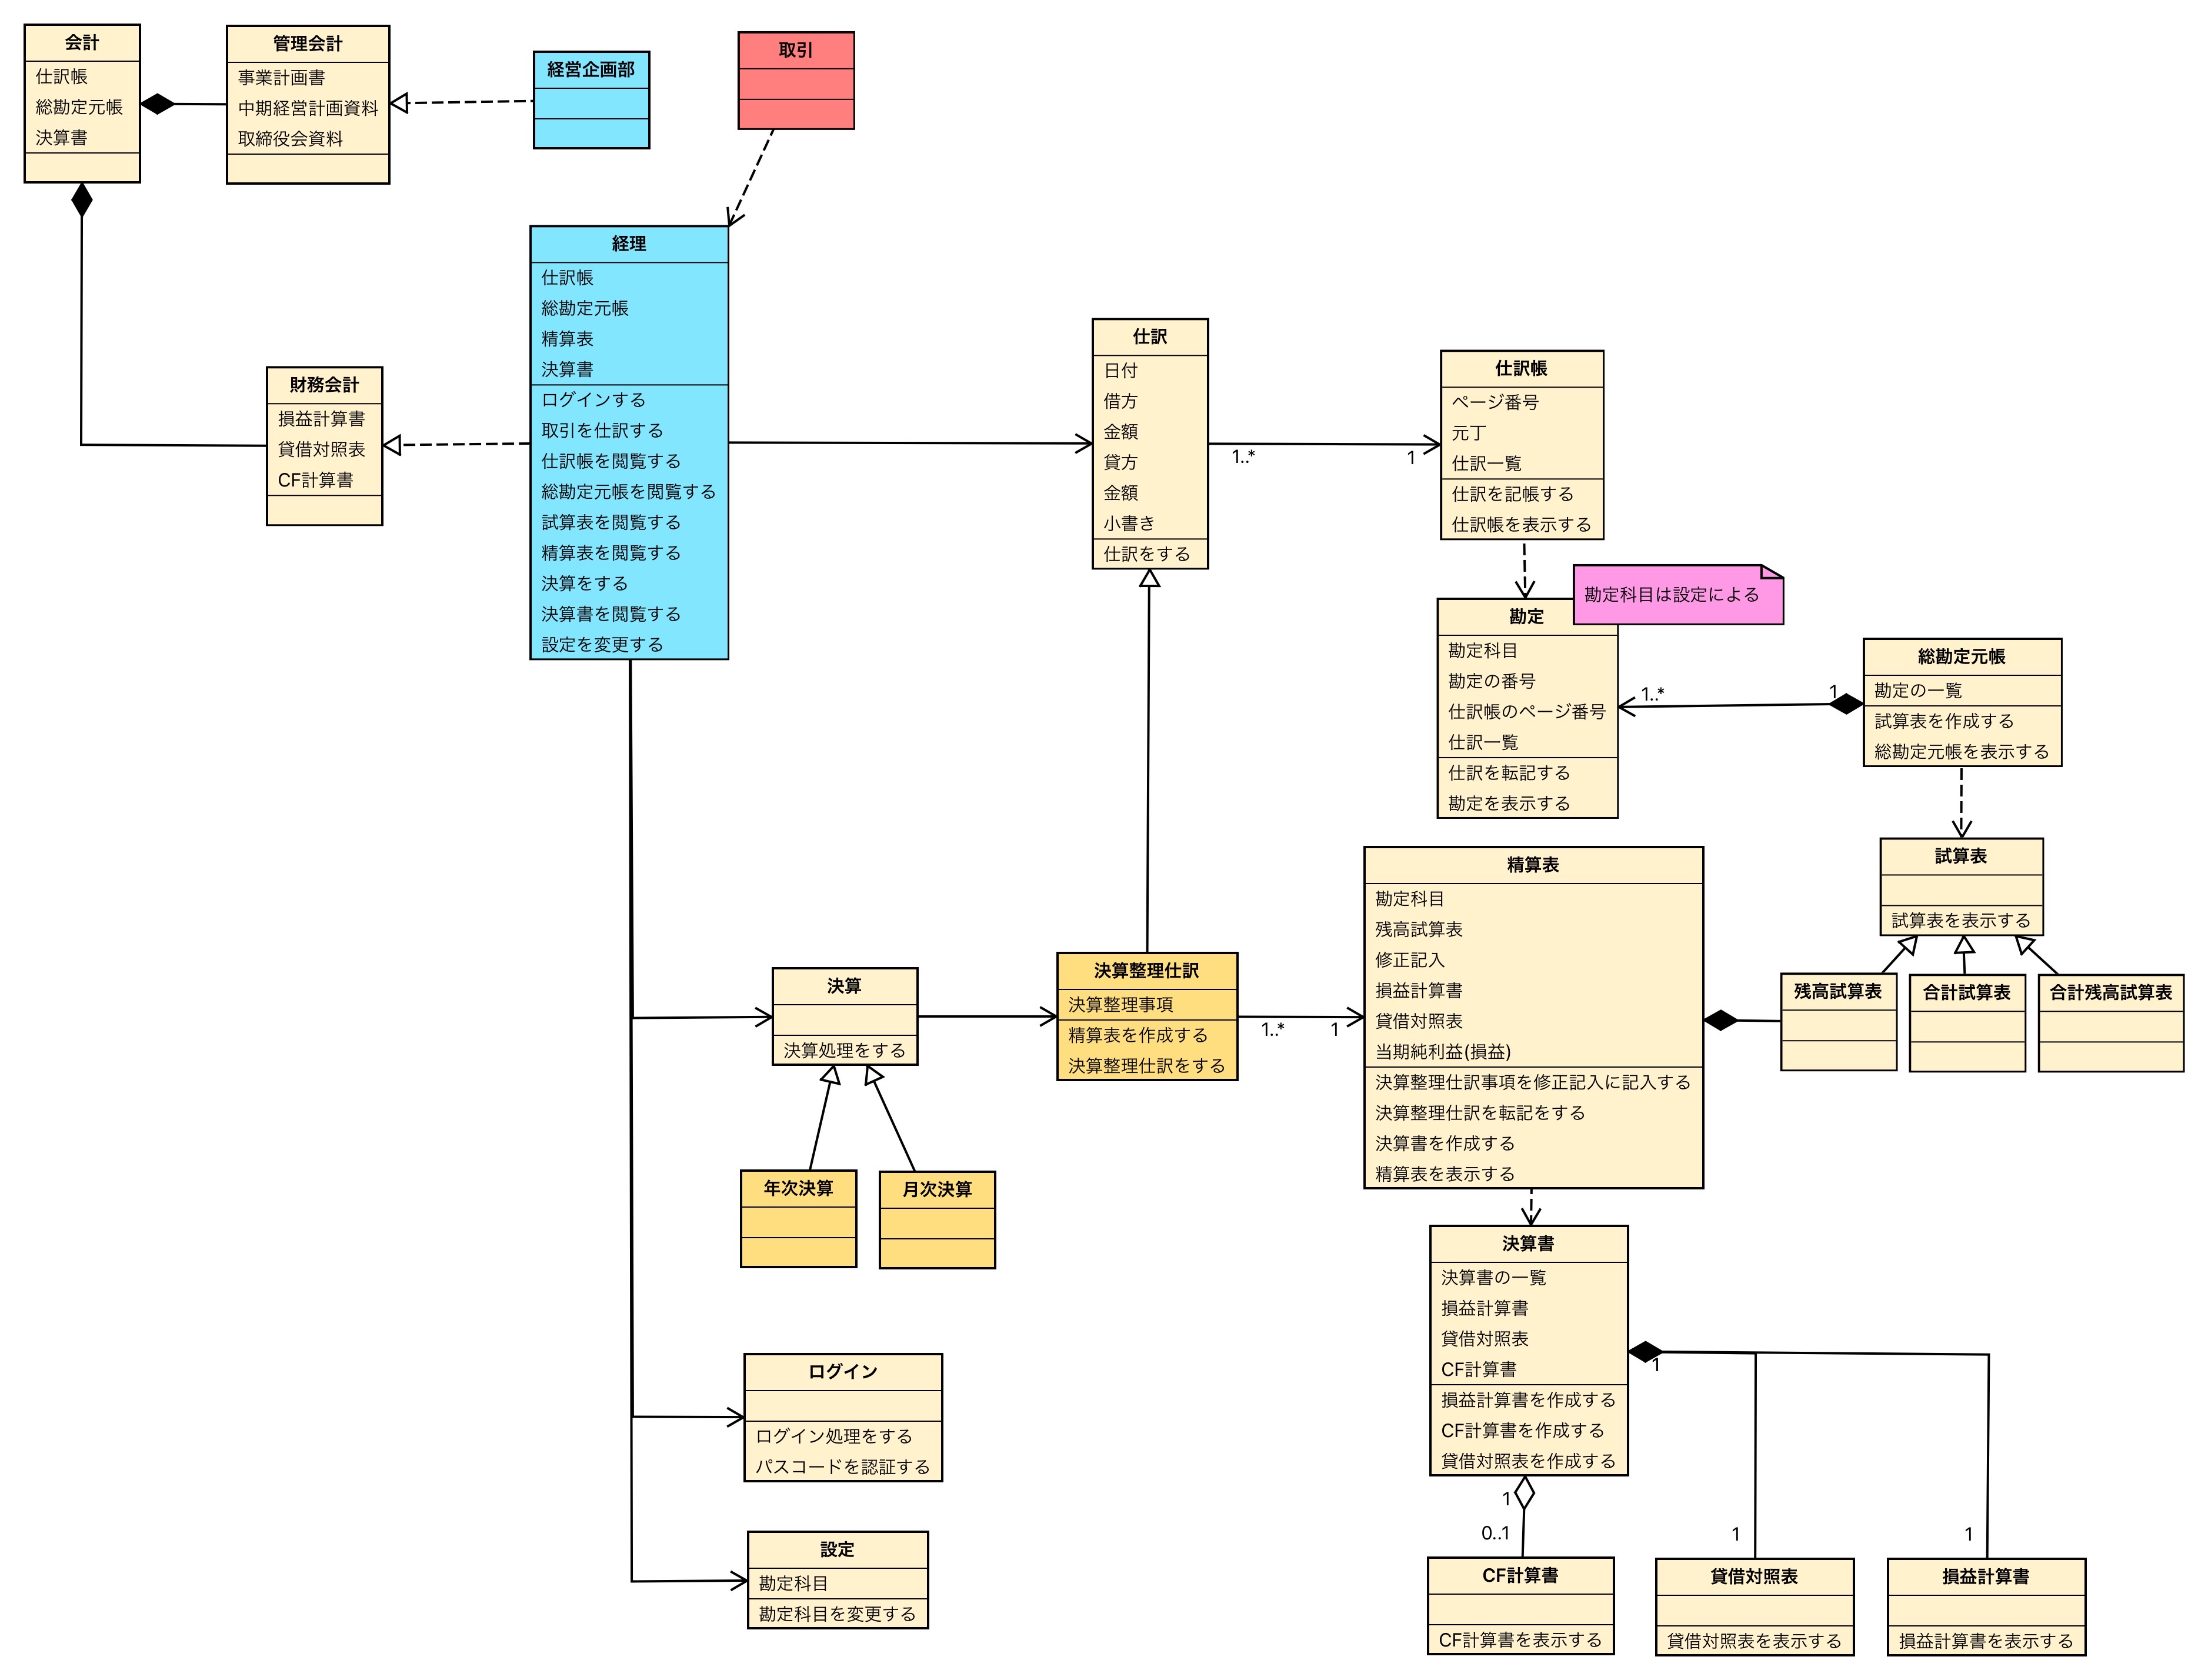 会計
仕訳帳
総勘定元帳
決算書
管理会計
事業計画書
中期経営計画資料
取締役会資料
経営企画部
取引
経理
仕訳帳
総勘定元帳
精算表
決算書
ログインする
取引を仕訳する
仕訳帳を閲覧する
総勘定元帳を閲覧する
試算表を閲覧する
精算表を閲覧する
決算をする
決算書を閲覧する
設定を変更する
財務会計
損益計算書
貸借対照表
CF計算書
仕訳
日付
借方
金額
貸方
金額
小書き
仕訳をする
1..*
1
仕訳帳
ページ番号
元丁
仕訳一覧
仕訳を記帳する
仕訳帳を表示する
勘定科目は設定による
勘定
勘定科目
勘定の番号
仕訳帳のページ番号
仕訳一覧
仕訳を転記する
勘定を表示する
1..*
1
総勘定元帳
勘定の一覧
試算表を作成する
総勘定元帳を表示する
試算表
試算表を表示する
残高試算表
合計試算表
合計残高試算表
決算
決算処理をする
決算整理仕訳
決算整理事項
精算表を作成する
決算整理仕訳をする
1..*
1
精算表
勘定科目
残高試算表
修正記入
損益計算書
貸借対照表
当期純利益(損益)
決算整理仕訳事項を修正記入に記入する
決算整理仕訳を転記をする
決算書を作成する
精算表を表示する
年次決算
月次決算
決算書
決算書の一覧
損益計算書
貸借対照表
CF計算書
損益計算書を作成する
CF計算書を作成する
貸借対照表を作成する
1
ログイン
ログイン処理をする
パスコードを認証する
1
0..1
1
1
設定
勘定科目
勘定科目を変更する
CF計算書
CF計算書を表示する
貸借対照表
貸借対照表を表示する
損益計算書
損益計算書を表示する